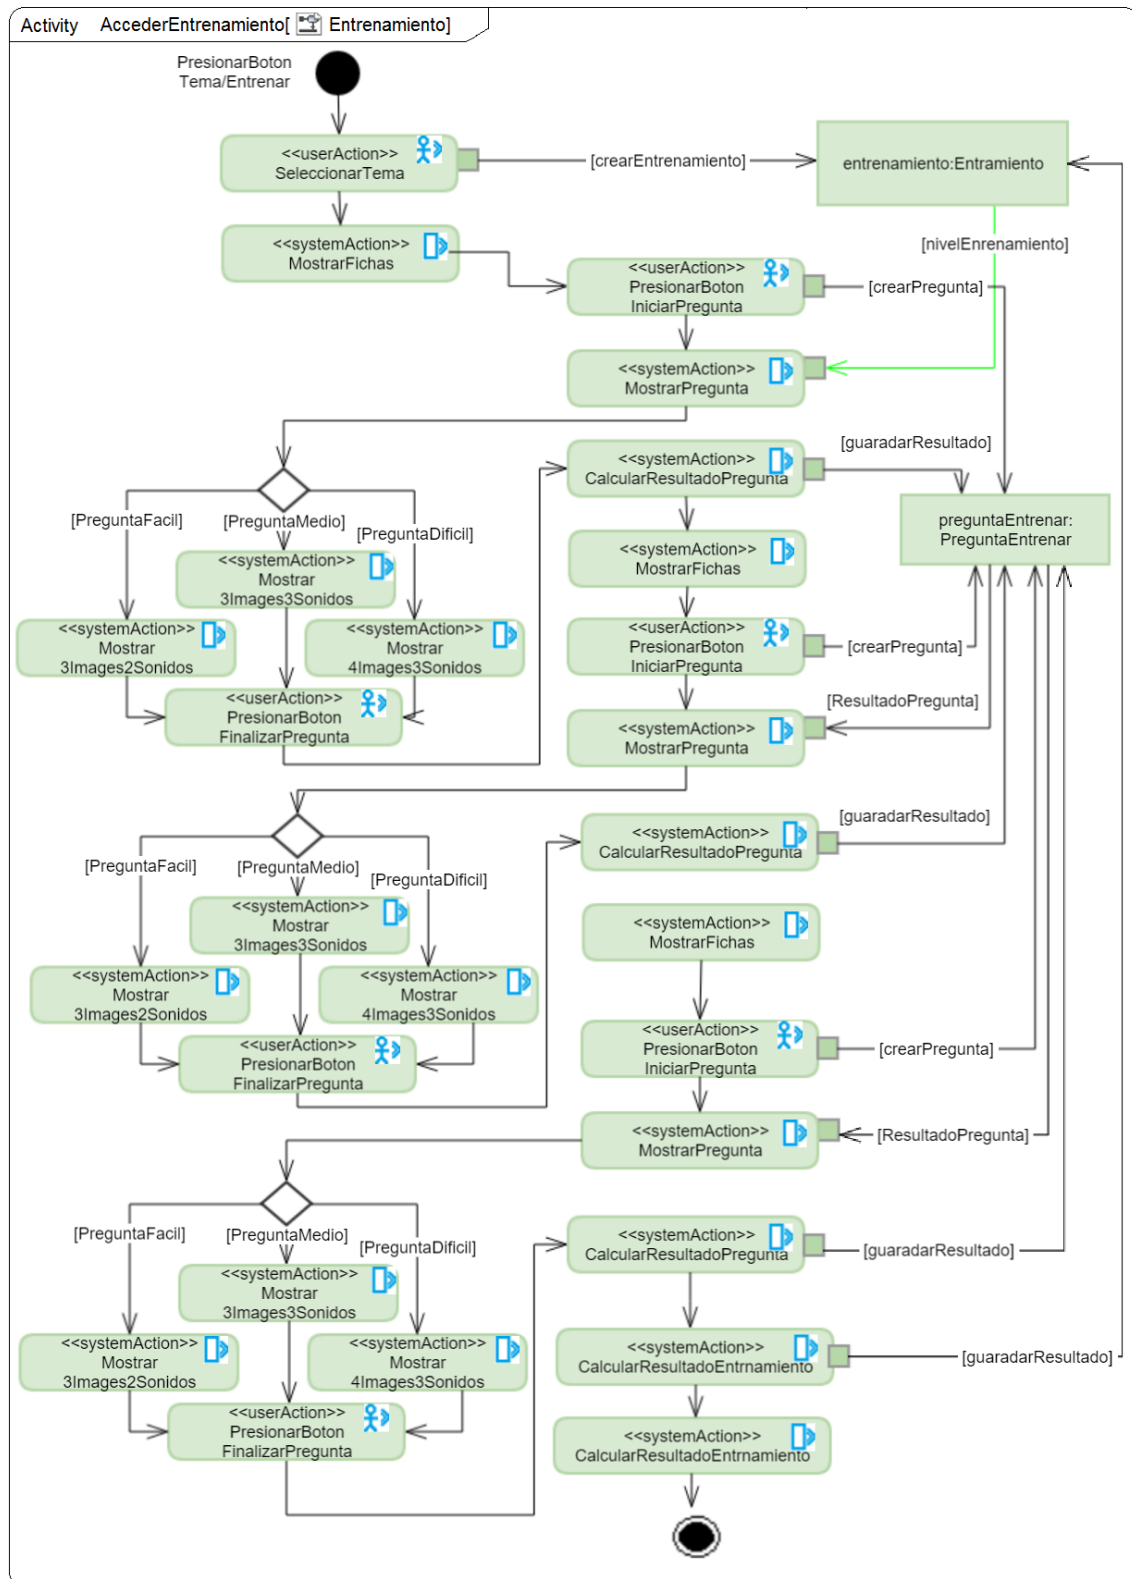 Activity AccederEntrenamiento[ Entrenamiento]
PresionarBoton
Tema/Entrenar
<<userAction>>
SeleccionarTema
[crearEntrenamiento]
entrenamiento:Entramiento
<<systemAction>>
MostrarFichas
[nivelEnrenamiento]
<<userAction>>
PresionarBoton
IniciarPregunta
[crearPregunta]
<<systemAction>>
MostrarPregunta
[guaradarResultado]
<<systemAction>>
CalcularResultadoPregunta
[PreguntaFacil]
[PreguntaMedio]
[PreguntaDificil]
preguntaEntrenar:
PreguntaEntrenar
<<systemAction>>
Mostrar
3Images3Sonidos
<<systemAction>>
MostrarFichas
<<systemAction>>
Mostrar
3Images2Sonidos
<<systemAction>>
Mostrar
4Images3Sonidos
<<userAction>>
PresionarBoton
IniciarPregunta
[crearPregunta]
<<userAction>>
PresionarBoton
FinalizarPregunta
[ResultadoPregunta]
<<systemAction>>
MostrarPregunta
[guaradarResultado]
<<systemAction>>
CalcularResultadoPregunta
[PreguntaFacil]
[PreguntaMedio]
[PreguntaDificil]
<<systemAction>>
Mostrar
3Images3Sonidos
<<systemAction>>
MostrarFichas
<<systemAction>>
Mostrar
3Images2Sonidos
<<systemAction>>
Mostrar
4Images3Sonidos
<<userAction>>
PresionarBoton
IniciarPregunta
[crearPregunta]
<<userAction>>
PresionarBoton
FinalizarPregunta
<<systemAction>>
MostrarPregunta
[ResultadoPregunta]
[PreguntaFacil]
[PreguntaMedio]
[PreguntaDificil]
<<systemAction>>
CalcularResultadoPregunta
[guaradarResultado]
<<systemAction>>
Mostrar
3Images3Sonidos
<<systemAction>>
Mostrar
3Images2Sonidos
<<systemAction>>
Mostrar
4Images3Sonidos
<<systemAction>>
CalcularResultadoEntrnamiento
[guaradarResultado]
<<userAction>>
PresionarBoton
FinalizarPregunta
<<systemAction>>
CalcularResultadoEntrnamiento